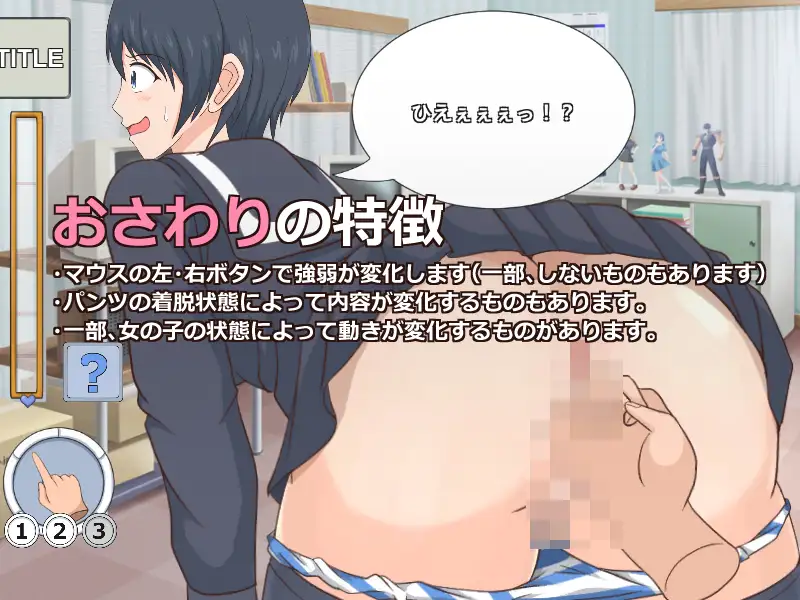 TITLE
ひえぇぇぇっ！？
おさわりの特徴
・マウスの左・右ボタンで強弱が変化します（一部、しないものもあります）
・パンツの着脱状態によって内容が変化するものもあります。
・一部、女の子の状態によって動きが変化するものがあります。
?
1 2 3